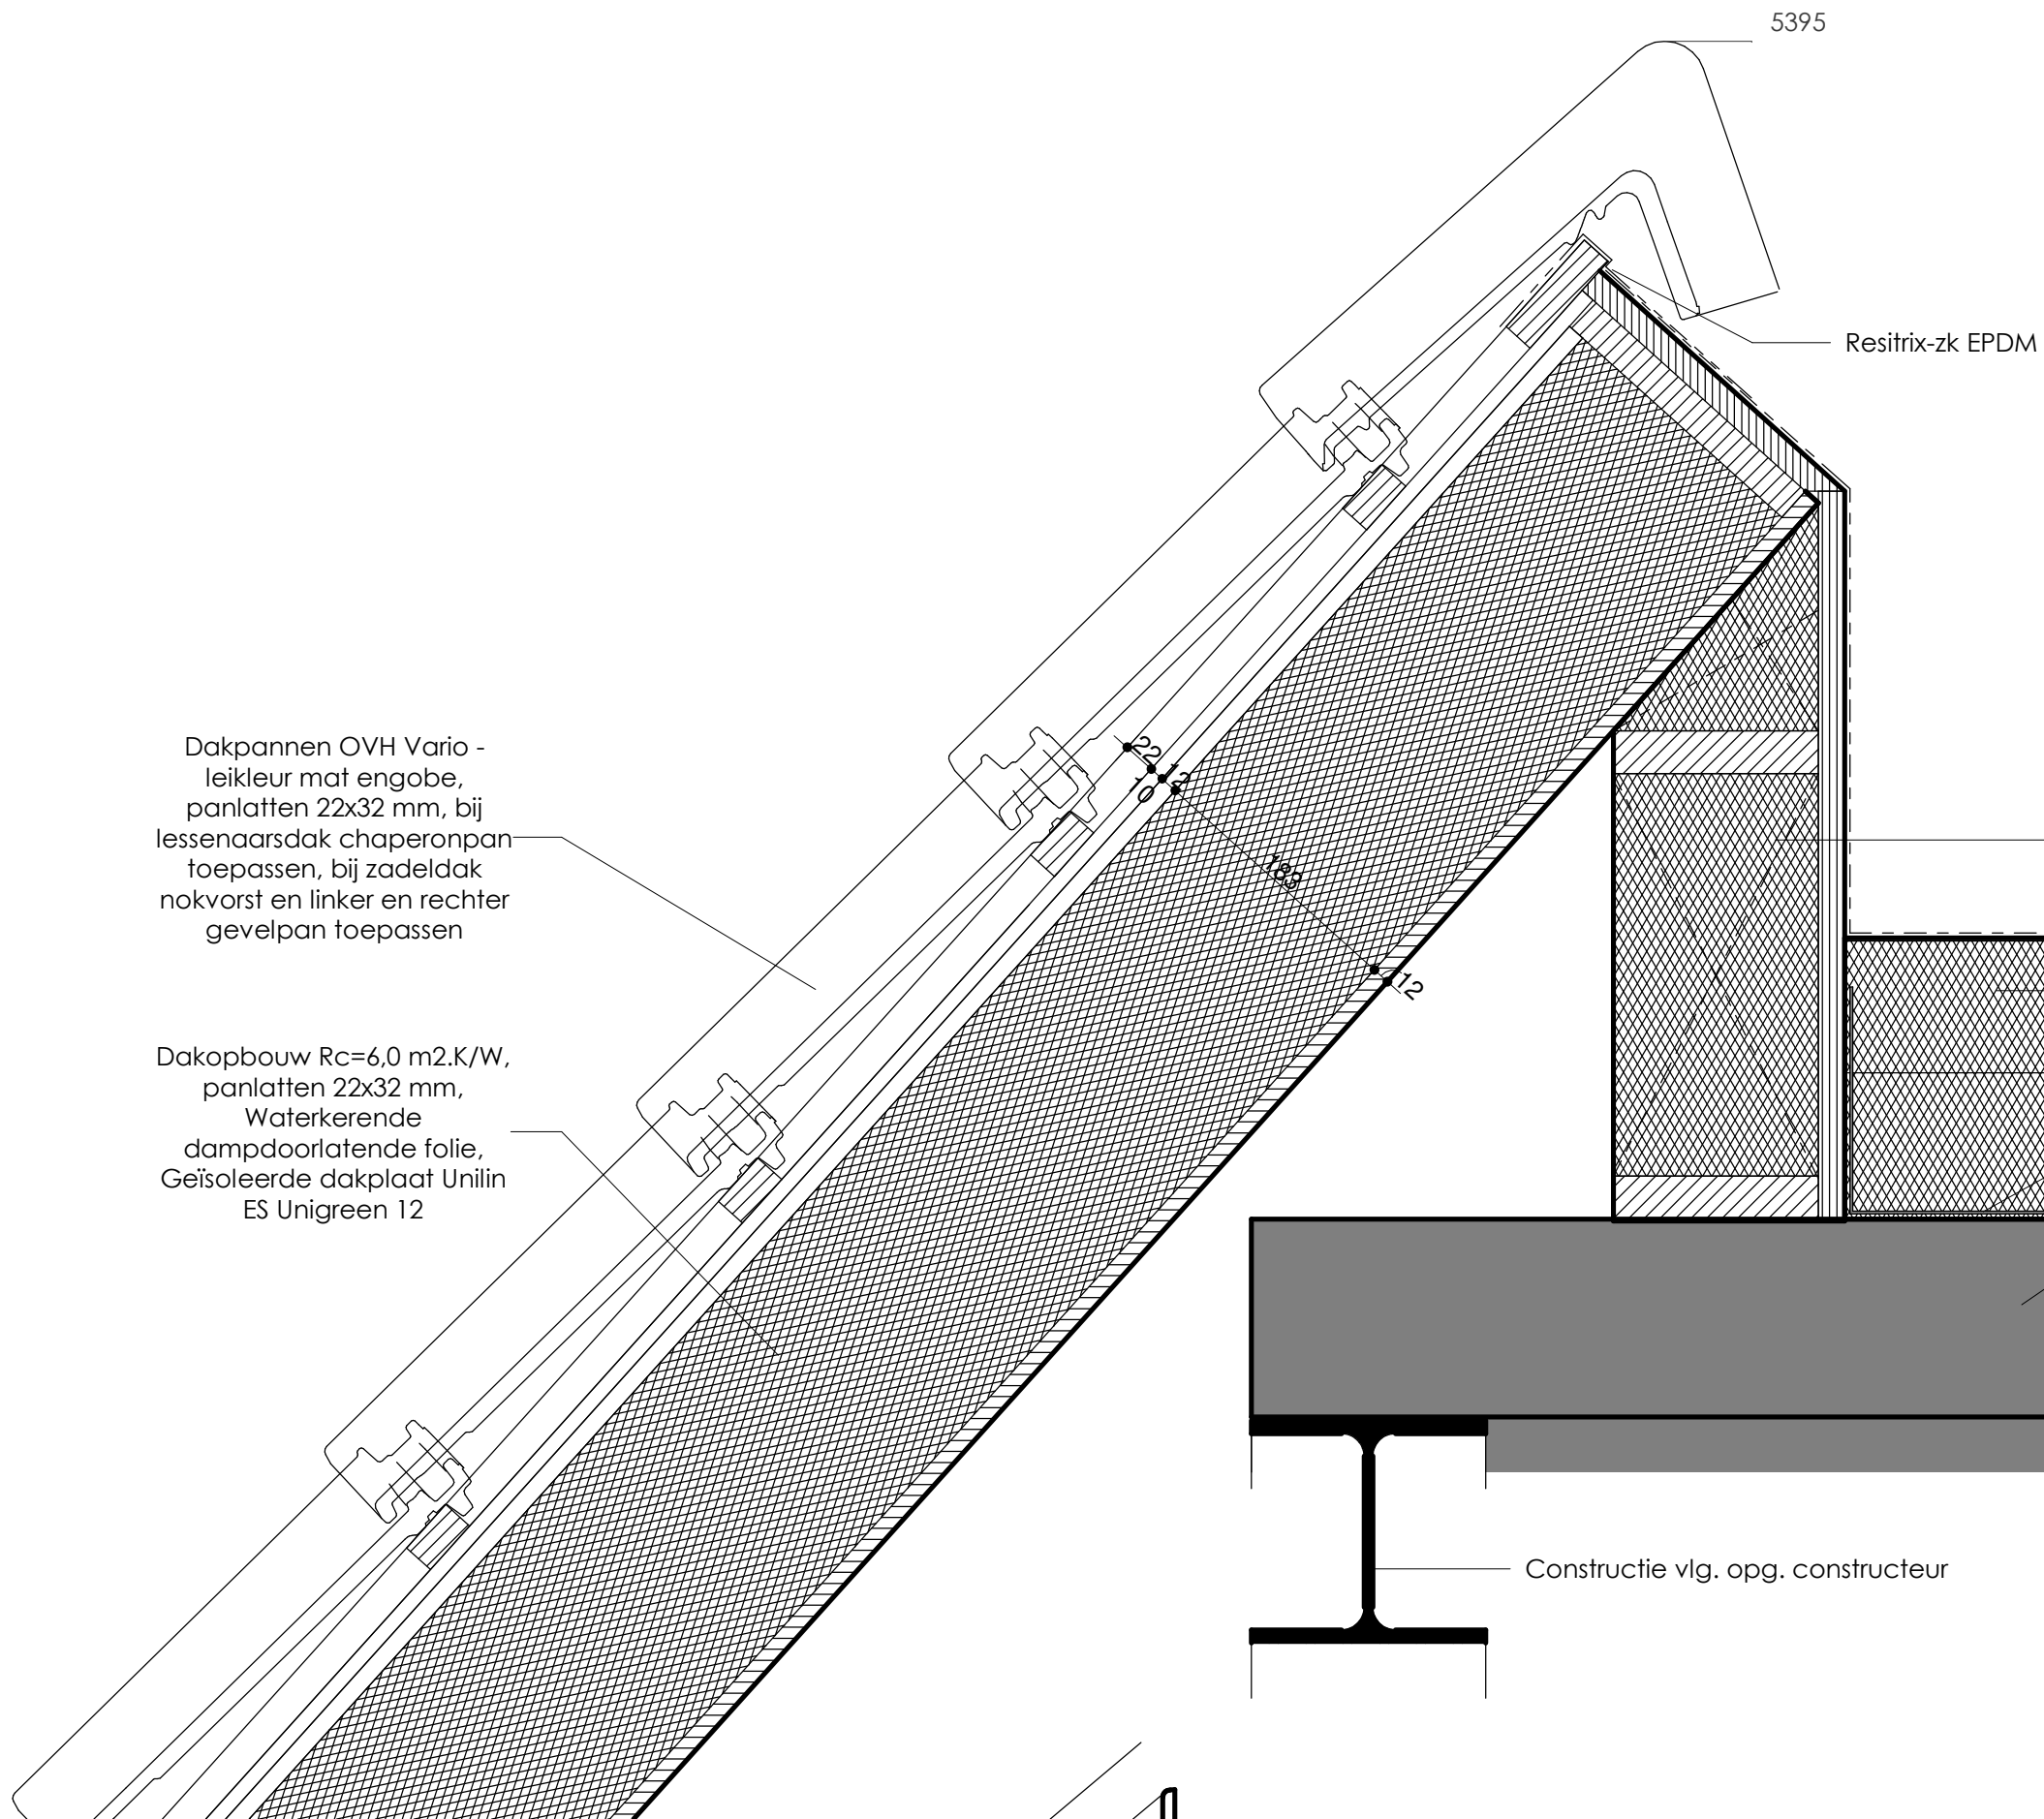 5395
Resitrix-zk EPDM
Dakpannen OVH Vario -
leikleur mat engobe,
panlatten 22x32 mm, bij
lessenaarsdak chaperonpan
toepassen, bij zadeldak
nokvorst en linker en rechter
gevelpan toepassen
22
12
10
183
12
Dakopbouw Rc=6,0 m2.K/W,
panlatten 22x32 mm,
Waterkerende
dampdoorlatende folie,
Geïsoleerde dakplaat Unilin
ES Unigreen 12
Constructie vlg. opg. constructeur